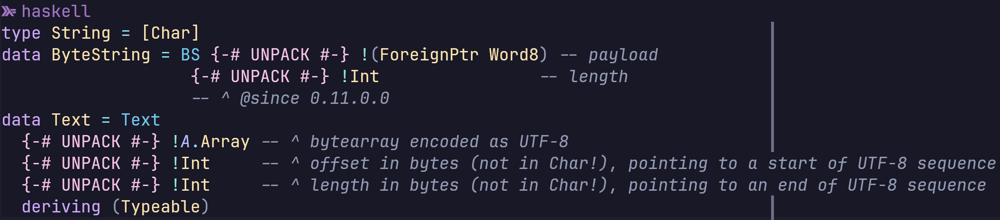 haskell
type String = [Char]
data ByteString = BS {-# UNPACK #-} !(ForeignPtr Word8) -- payload
                   {-# UNPACK #-} !Int                -- length
                   -- ^ @since 0.11.0.0
data Text = Text
  {-# UNPACK #-} !A.Array -- ^ bytearray encoded as UTF-8
  {-# UNPACK #-} !Int     -- ^ offset in bytes (not in Char!), pointing to a start of UTF-8 sequence
  {-# UNPACK #-} !Int     -- ^ length in bytes (not in Char!), pointing to an end of UTF-8 sequence
  deriving (Typeable)